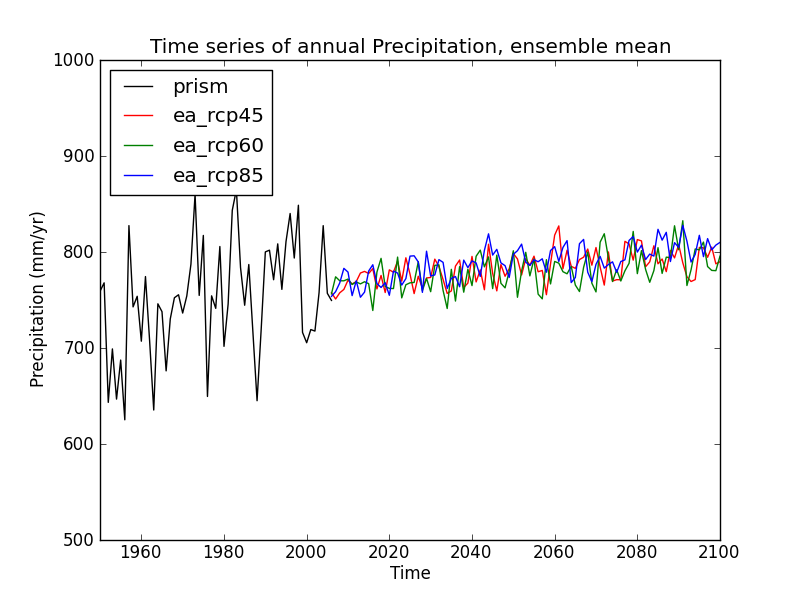 Time series of annual Precipitation, ensemble mean
prism
ea_rcp45
ea_rcp60
ea_rcp85
1000
900
800
700
600
500
Precipitation (mm/yr)
1960 1980 2000 2020 2040 2060 2080 2100
Time